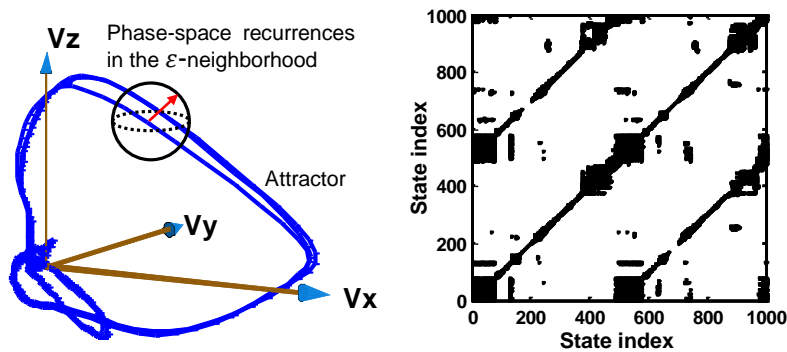 Vz
Phase-space recurrences
in the ε-neighborhood
Attractor
Vy
Vx
1000
800
600
400
200
0
State index
0 200 400 600 800 1000
State index